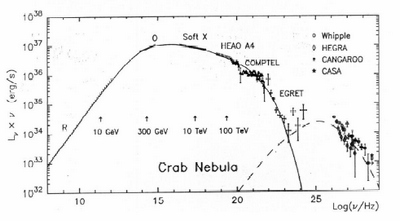 10³⁸
10³⁷
10³⁶
10³⁵
10³⁴
10³³
10³²
Lν × ν (erg/s)
O
Soft X
HEAO A4
COMPTEL
EGRET
Whipple
HEGRA
CANGAROO
CASA
R
10 GeV
300 GeV
10 TeV
100 TeV
Crab Nebula
10
15
20
25
Log(ν/Hz)